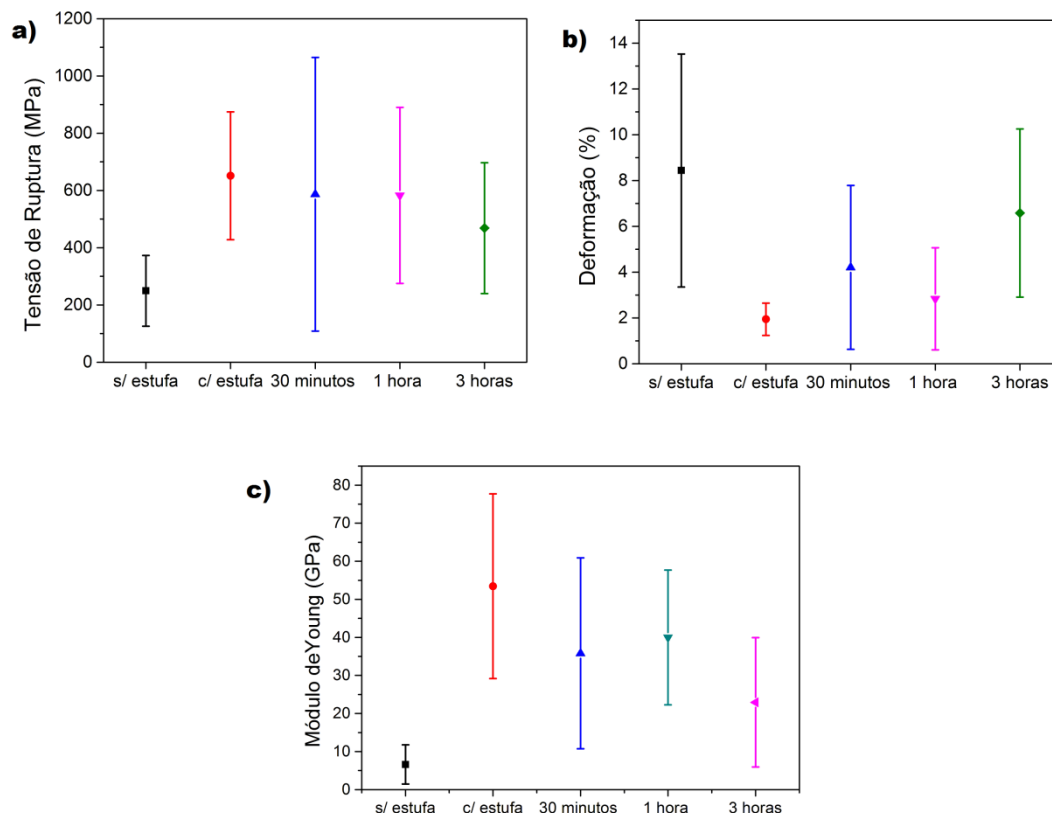 a)
Tensão de Ruptura (MPa)
1200
1000
800
600
400
200
0
s/ estufa c/ estufa 30 minutos 1 hora 3 horas
b)
Deformação (%)
14
12
10
8
6
4
2
0
s/ estufa c/ estufa 30 minutos 1 hora 3 horas
c)
Módulo deYoung (GPa)
80
70
60
50
40
30
20
10
0
s/ estufa c/ estufa 30 minutos 1 hora 3 horas